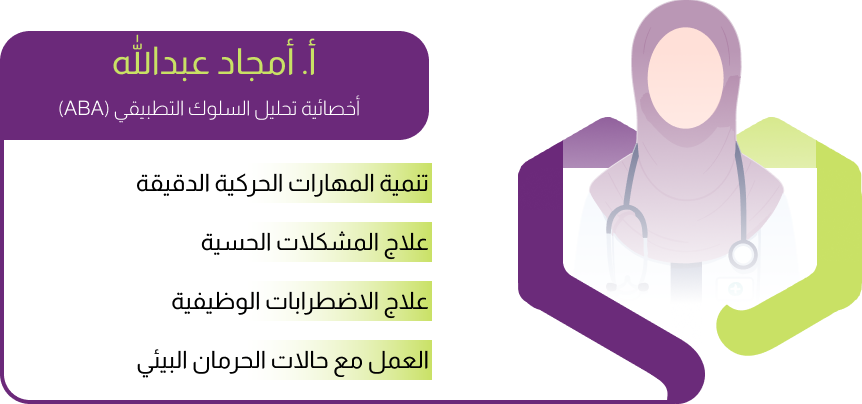 أ. أمجاد عبدالله
أخصائية تحليل السلوك التطبيقي (ABA)
تنمية المهارات الحركية الدقيقة
علاج المشكلات الحسية
علاج الاضطرابات الوظيفية
العمل مع حالات الحرمان البيئي